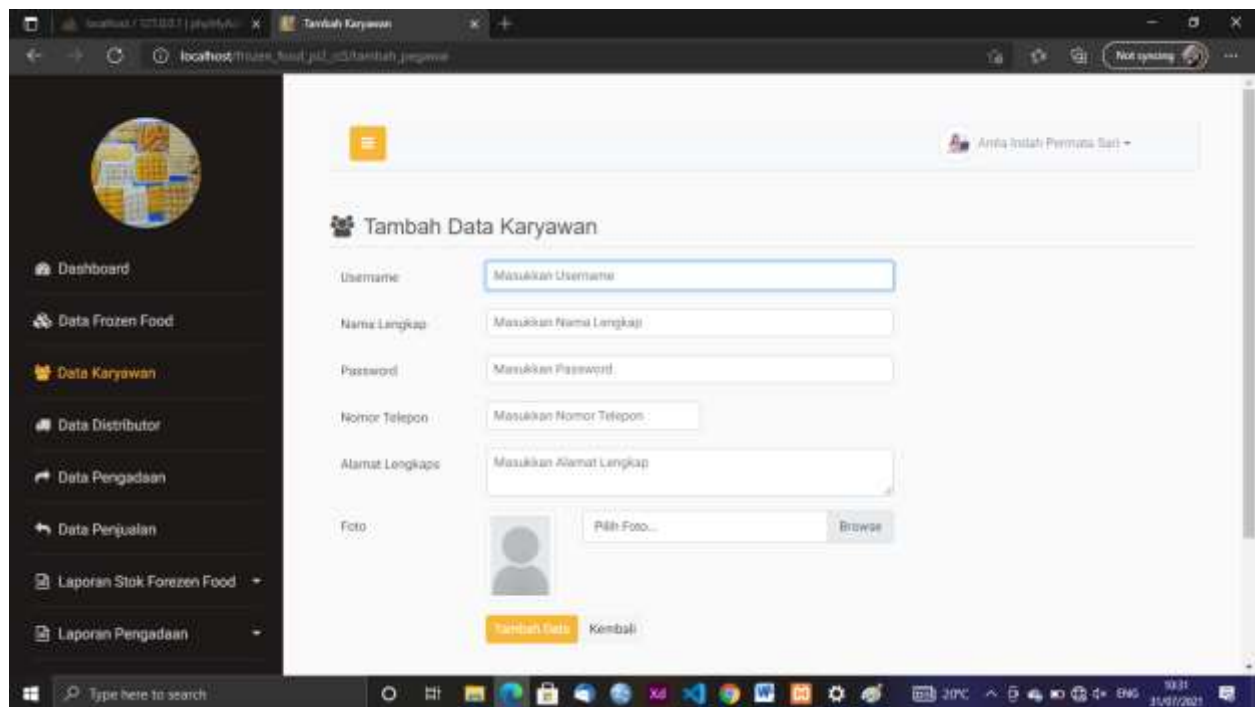 Tambah Karyawan
Not syncing
Anita Indah Permata Sari
Tambah Data Karyawan
Dashboard
Data Frozen Food
Data Karyawan
Data Distributor
Data Pengadaan
Data Penjualan
Laporan Stok Forezen Food
Laporan Pengadaan
Username
Masukkan Username
Nama Lengkap
Masukkan Nama Lengkap
Password
Masukkan Password
Nomor Telepon
Masukkan Nomor Telepon
Alamat Lengkaps
Masukkan Alamat Lengkap
Foto
Pilih Foto...
Browse
Tambah Data
Kembali
Type here to search
Xd
20°C
ENG
10:31
31/07/2021